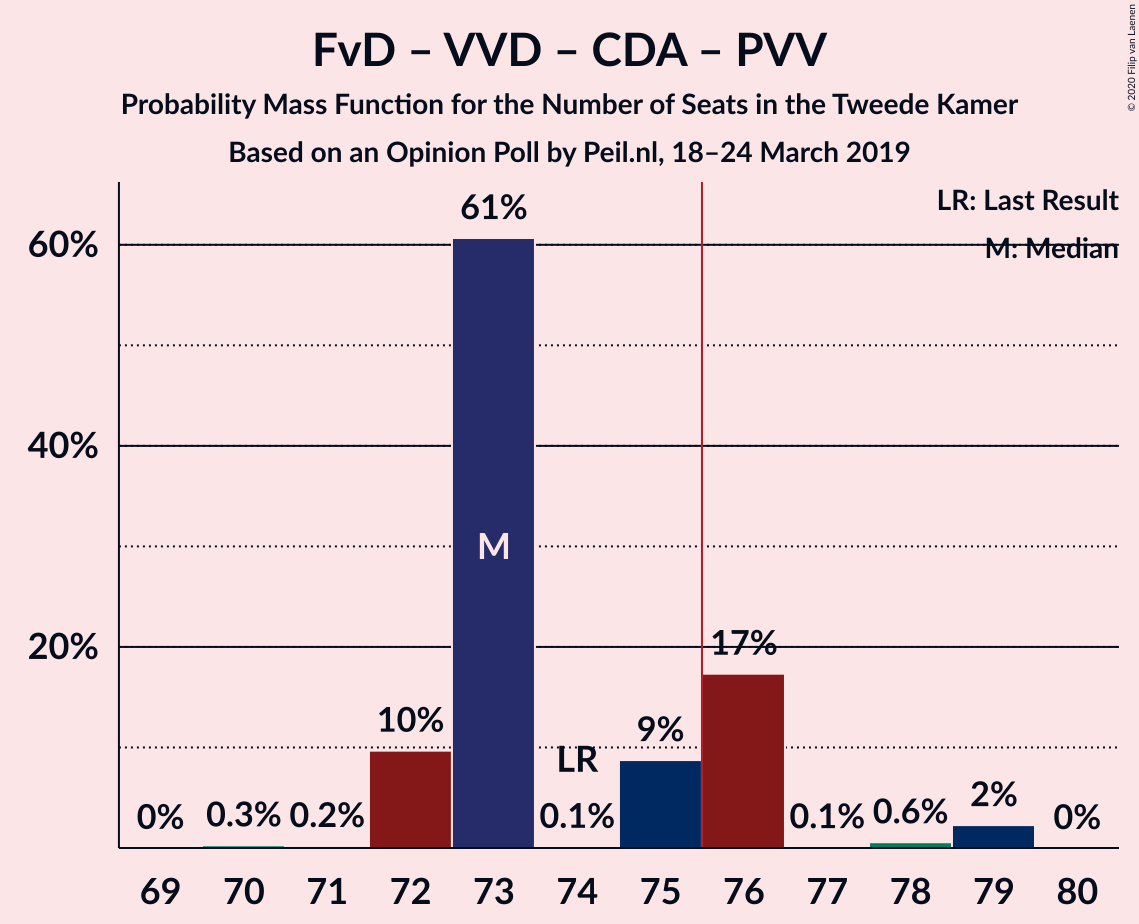 FvD – VVD – CDA – PVV
Probability Mass Function for the Number of Seats in the Tweede Kamer
Based on an Opinion Poll by Peil.nl, 18–24 March 2019
© 2020 Filip van Laenen
LR: Last Result
M: Median
60%
40%
20%
0%
0.3%
0.2%
10%
61%
M
LR
0.1%
9%
17%
0.1%
0.6%
2%
0%
69 70 71 72 73 74 75 76 77 78 79 80